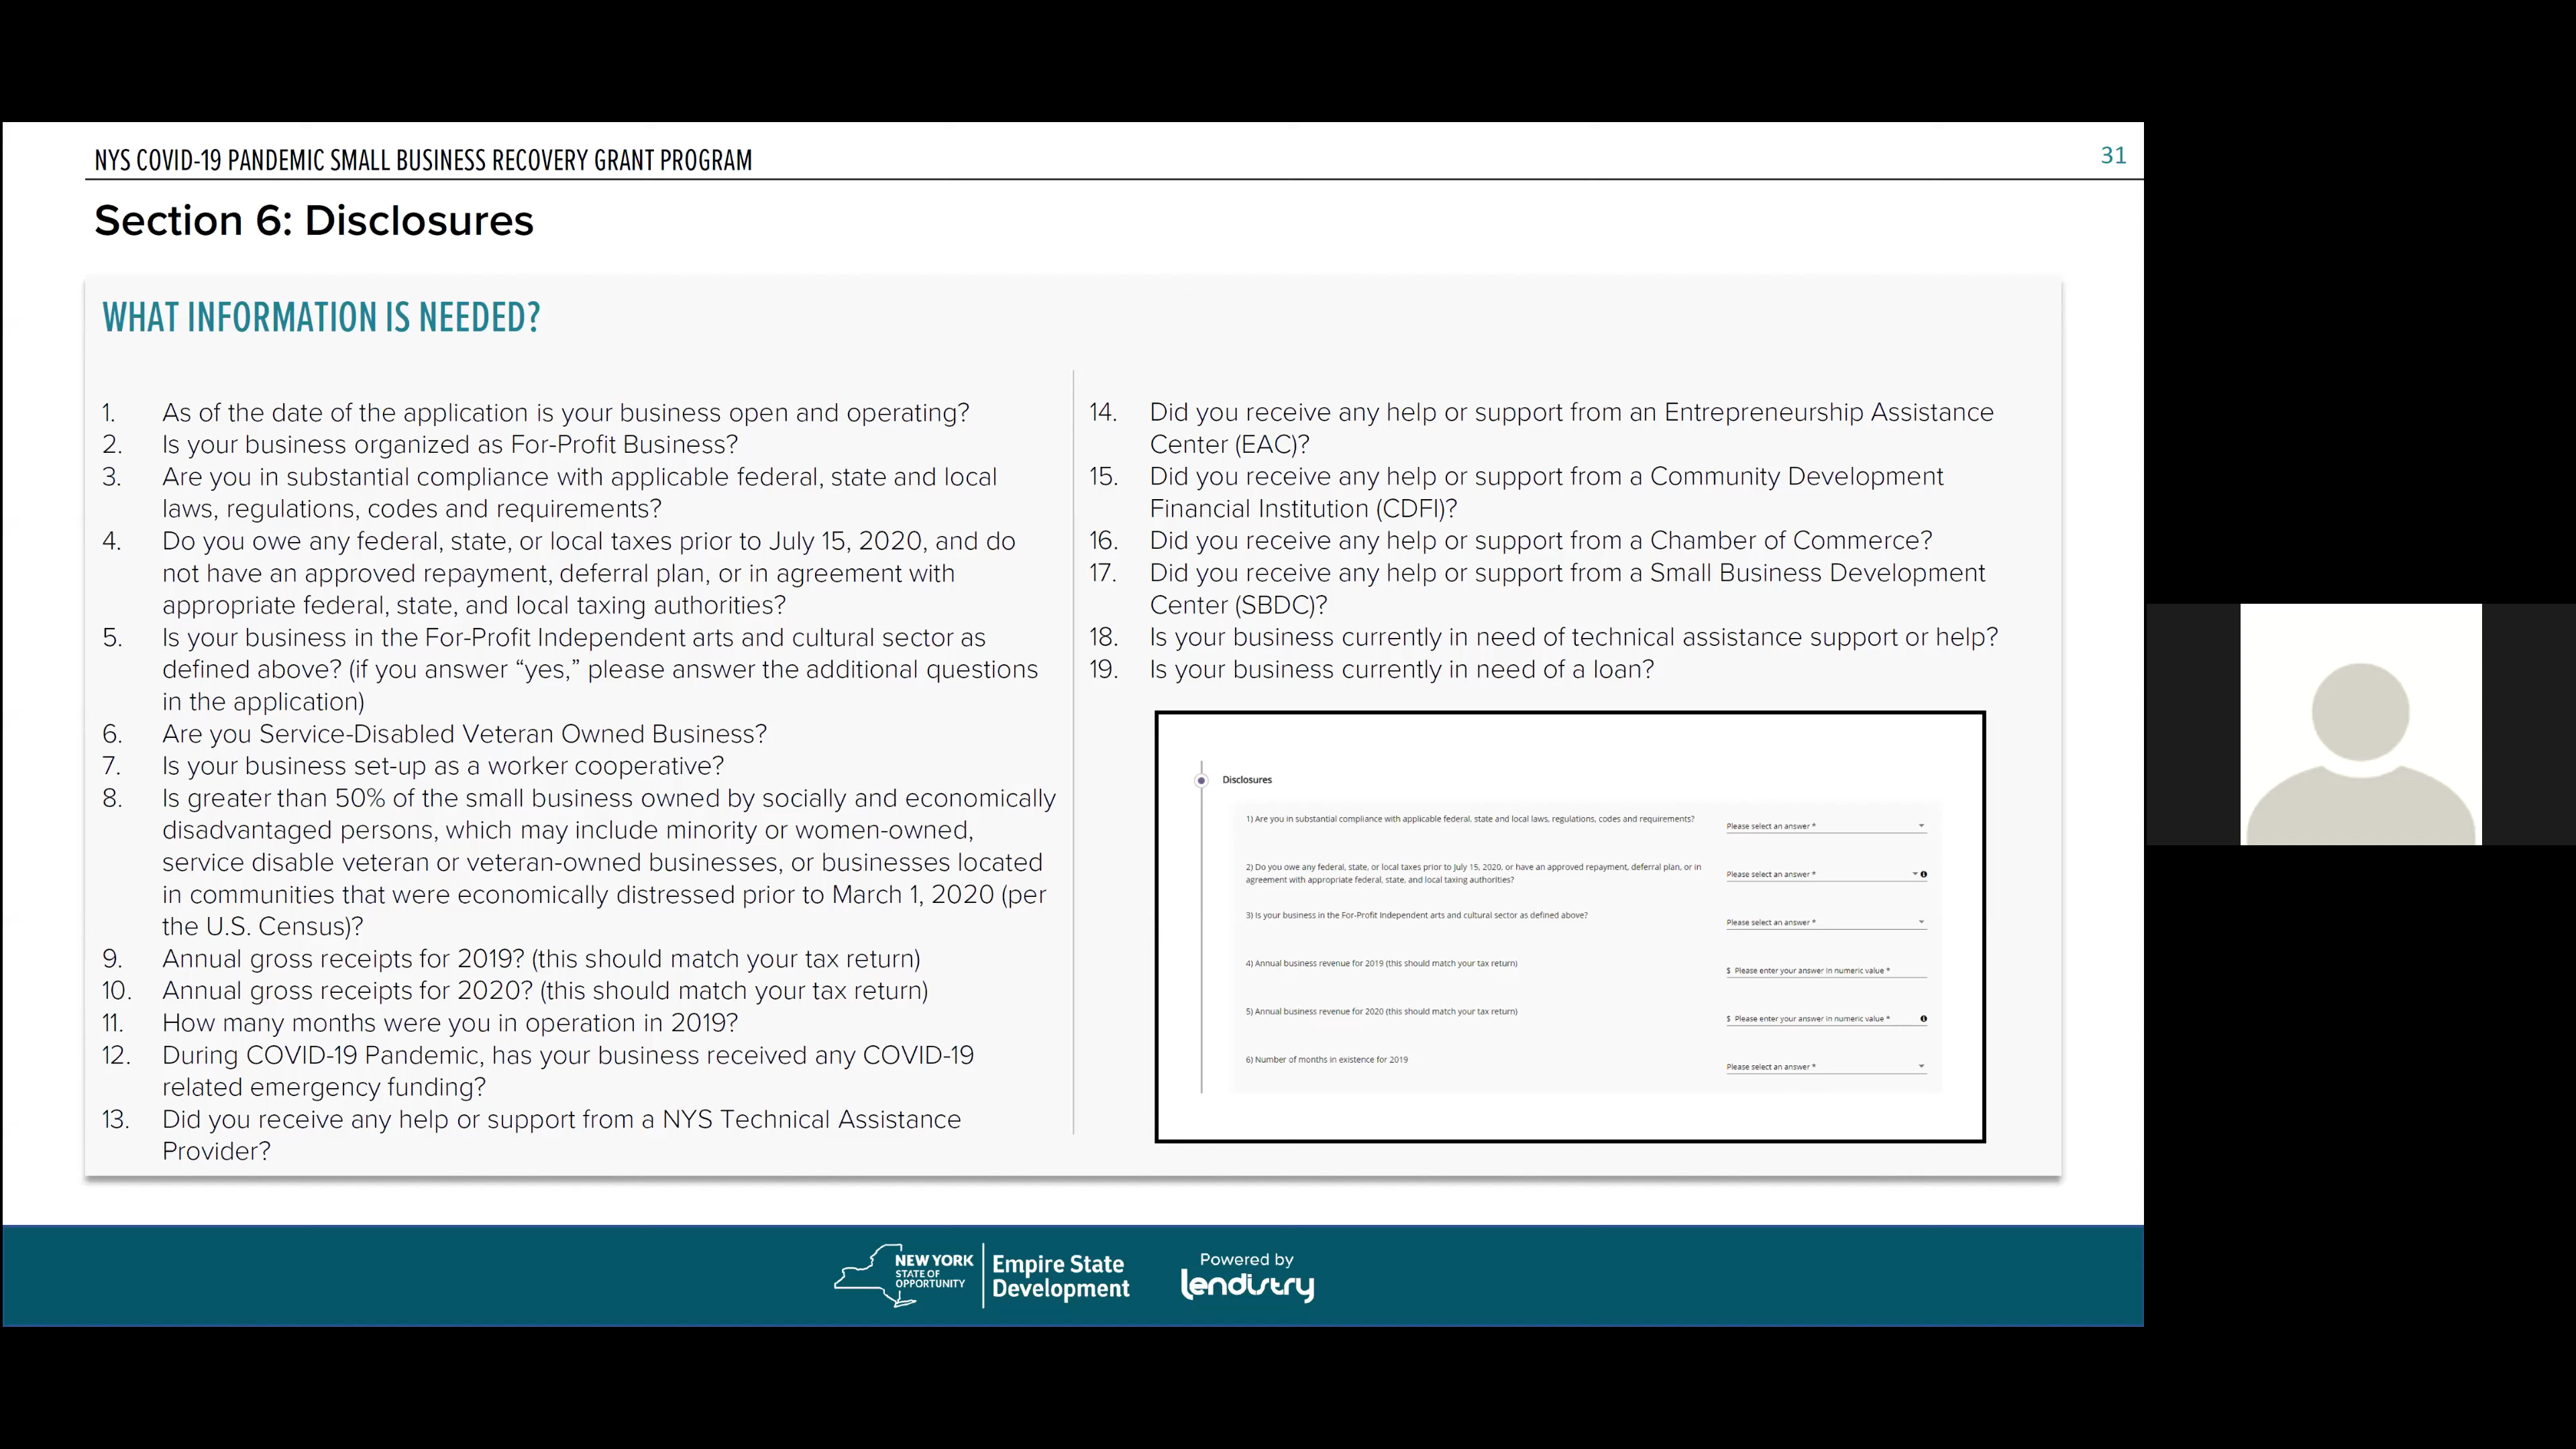 NYS COVID-19 PANDEMIC SMALL BUSINESS RECOVERY GRANT PROGRAM
31
Section 6: Disclosures
WHAT INFORMATION IS NEEDED?
1. As of the date of the application is your business open and operating?
2. Is your business organized as For-Profit Business?
3. Are you in substantial compliance with applicable federal, state and local
laws, regulations, codes and requirements?
4. Do you owe any federal, state, or local taxes prior to July 15, 2020, and do
not have an approved repayment, deferral plan, or in agreement with
appropriate federal, state, and local taxing authorities?
5. Is your business in the For-Profit Independent arts and cultural sector as
defined above? (if you answer “yes,” please answer the additional questions
in the application)
6. Are you Service-Disabled Veteran Owned Business?
7. Is your business set-up as a worker cooperative?
8. Is greater than 50% of the small business owned by socially and economically
disadvantaged persons, which may include minority or women-owned,
service disable veteran or veteran-owned businesses, or businesses located
in communities that were economically distressed prior to March 1, 2020 (per
the U.S. Census)?
9. Annual gross receipts for 2019? (this should match your tax return)
10. Annual gross receipts for 2020? (this should match your tax return)
11. How many months were you in operation in 2019?
12. During COVID-19 Pandemic, has your business received any COVID-19
related emergency funding?
13. Did you receive any help or support from a NYS Technical Assistance
Provider?
14. Did you receive any help or support from an Entrepreneurship Assistance
Center (EAC)?
15. Did you receive any help or support from a Community Development
Financial Institution (CDFI)?
16. Did you receive any help or support from a Chamber of Commerce?
17. Did you receive any help or support from a Small Business Development
Center (SBDC)?
18. Is your business currently in need of technical assistance support or help?
19. Is your business currently in need of a loan?
Disclosures
1) Are you in substantial compliance with applicable federal, state and local laws, regulations, codes and requirements?
Please select an answer *
2) Do you owe any federal, state, or local taxes prior to July 15, 2020, or have an approved repayment, deferral plan, or in
agreement with appropriate federal, state, and local taxing authorities?
Please select an answer *
3) Is your business in the For-Profit Independent arts and cultural sector as defined above?
Please select an answer *
4) Annual business revenue for 2019 (this should match your tax return)
$ Please enter your answer in numeric value *
5) Annual business revenue for 2020 (this should match your tax return)
$ Please enter your answer in numeric value *
6) Number of months in existence for 2019
Please select an answer *
NEW YORK
STATE OF
OPPORTUNITY
Empire State
Development
Powered by
lendistry